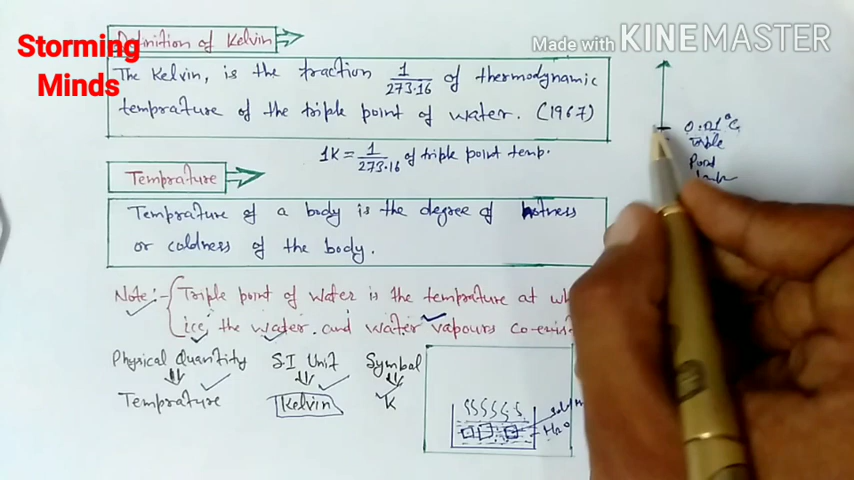 Storming
Minds
Made with KINEMASTER
Definition of Kelvin
The Kelvin, is the fraction 1/273.16 of thermodynamic
temprature of the triple point of water. (1967)
1K = 1/273.16 of triple point temp.
Temprature
Temprature of a body is the degree of hotness
or coldness of the body.
Note:- Triple point of water is the temprature at
ice, the water and water vapours co-exis
Physical Quantity SI Unit Symbol
Temprature Kelvin K
H2O
0.01°C
Triple
Point